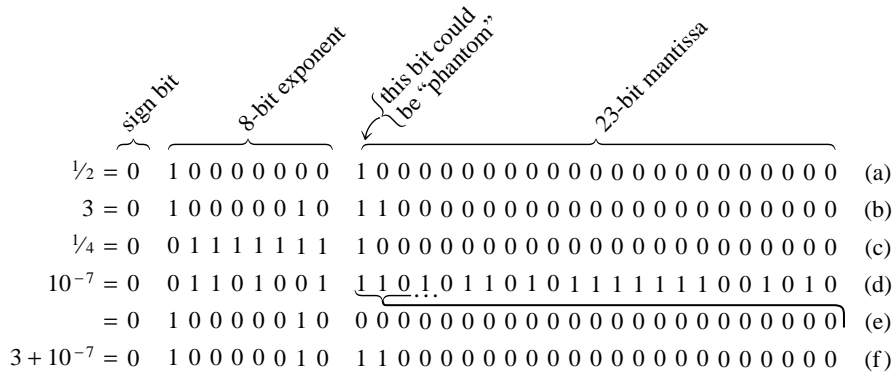 sign bit
8-bit exponent
this bit could
be “phantom”
23-bit mantissa
½ = 0 1 0 0 0 0 0 0 0 1 0 0 0 0 0 0 0 0 0 0 0 0 0 0 0 0 0 0 0 0 0 0 (a)
3 = 0 1 0 0 0 0 0 1 0 1 1 0 0 0 0 0 0 0 0 0 0 0 0 0 0 0 0 0 0 0 0 0 (b)
¼ = 0 0 1 1 1 1 1 1 1 1 0 0 0 0 0 0 0 0 0 0 0 0 0 0 0 0 0 0 0 0 0 0 (c)
10⁻⁷ = 0 0 1 1 0 1 0 0 1 1 1 0 1 0 1 1 0 1 0 1 1 1 1 1 1 1 0 0 1 0 1 0 (d)
...
= 0 1 0 0 0 0 0 1 0 0 0 0 0 0 0 0 0 0 0 0 0 0 0 0 0 0 0 0 0 0 0 0 (e)
3 + 10⁻⁷ = 0 1 0 0 0 0 0 1 0 1 1 0 0 0 0 0 0 0 0 0 0 0 0 0 0 0 0 0 0 0 0 0 (f)